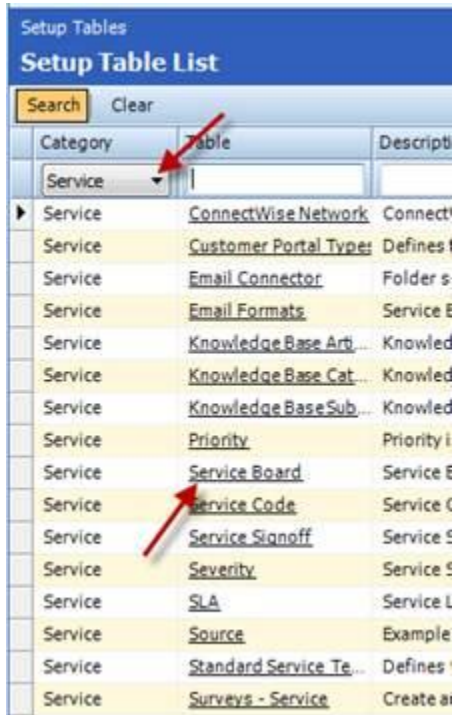 Setup Tables
Setup Table List
Search Clear
Category Table Descripti
Service
Service ConnectWise Network Connect
Service Customer Portal Types Defines t
Service Email Connector Folder s
Service Email Formats Service E
Service Knowledge Base Arti... Knowled
Service Knowledge Base Cat... Knowled
Service Knowledge Base Sub... Knowled
Service Priority Priority i
Service Service Board Service E
Service Service Code Service C
Service Service Signoff Service S
Service Severity Service S
Service SLA Service L
Service Source Example
Service Standard Service Te... Defines
Service Surveys - Service Create a